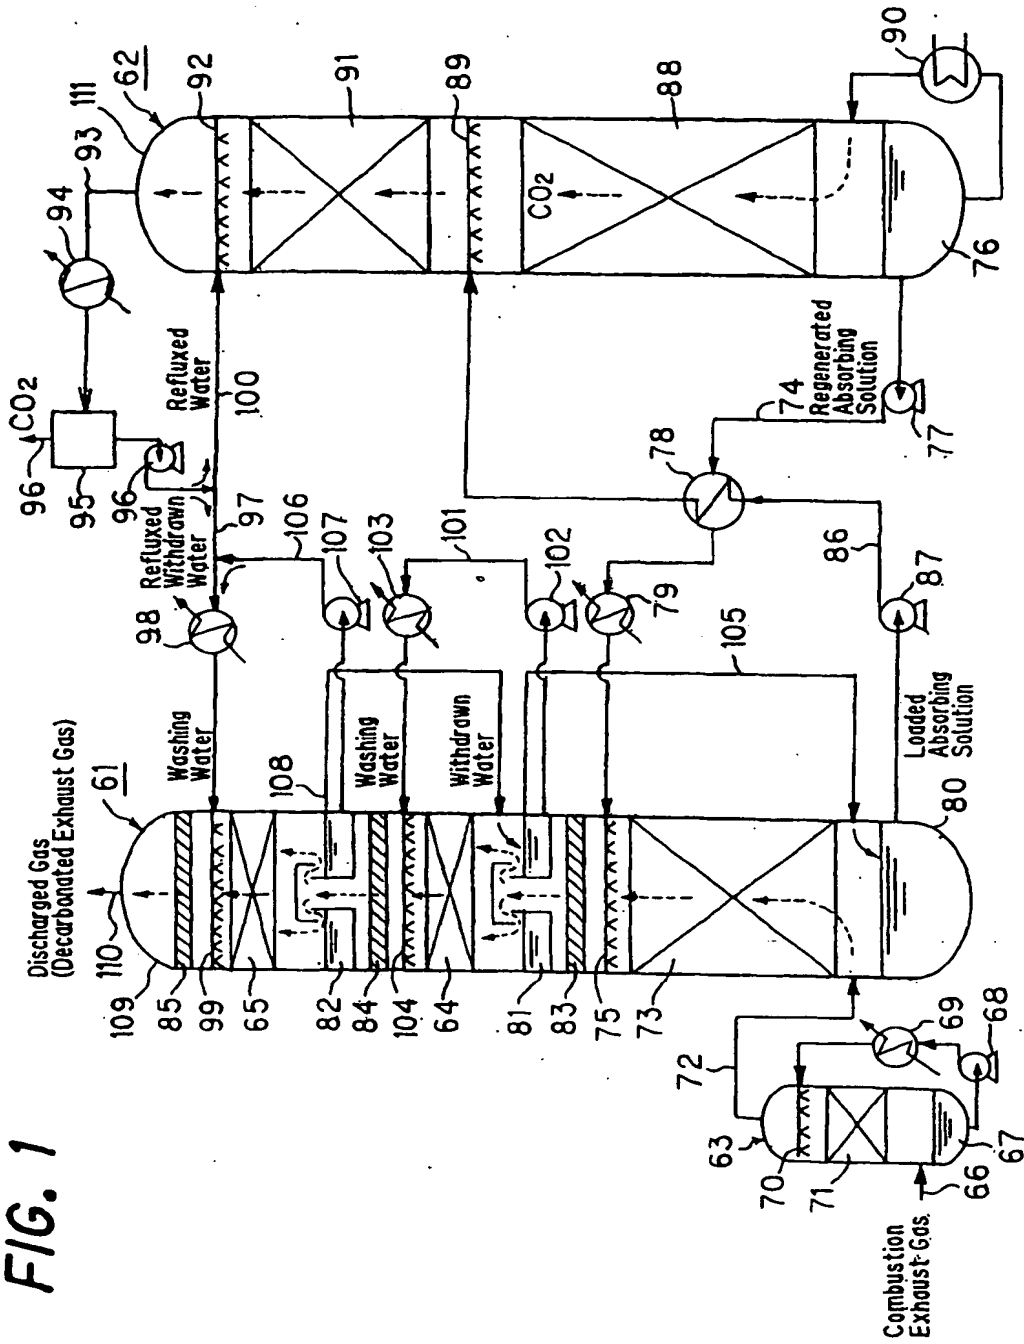 FIG. 1
Discharged Gas
(Decarbonated Exhaust Gas)
110
109
61
85
99
65
82
84
104
64
81
83
75
73
80
Washing
Water
108
Washing
Water
Withdrawn
Water
105
Loaded
Absorbing
Solution
98
97
106
107
103
101
102
79
78
86
87
Refluxed
Withdrawn
Water
96
CO2
95
96
Refluxed
Water
100
94
93
111
62
92
91
89
CO2
88
90
76
77
74
Regenerated
Absorbing
Solution
72
69
68
63
70
71
67
66
Combustion
Exhaust Gas